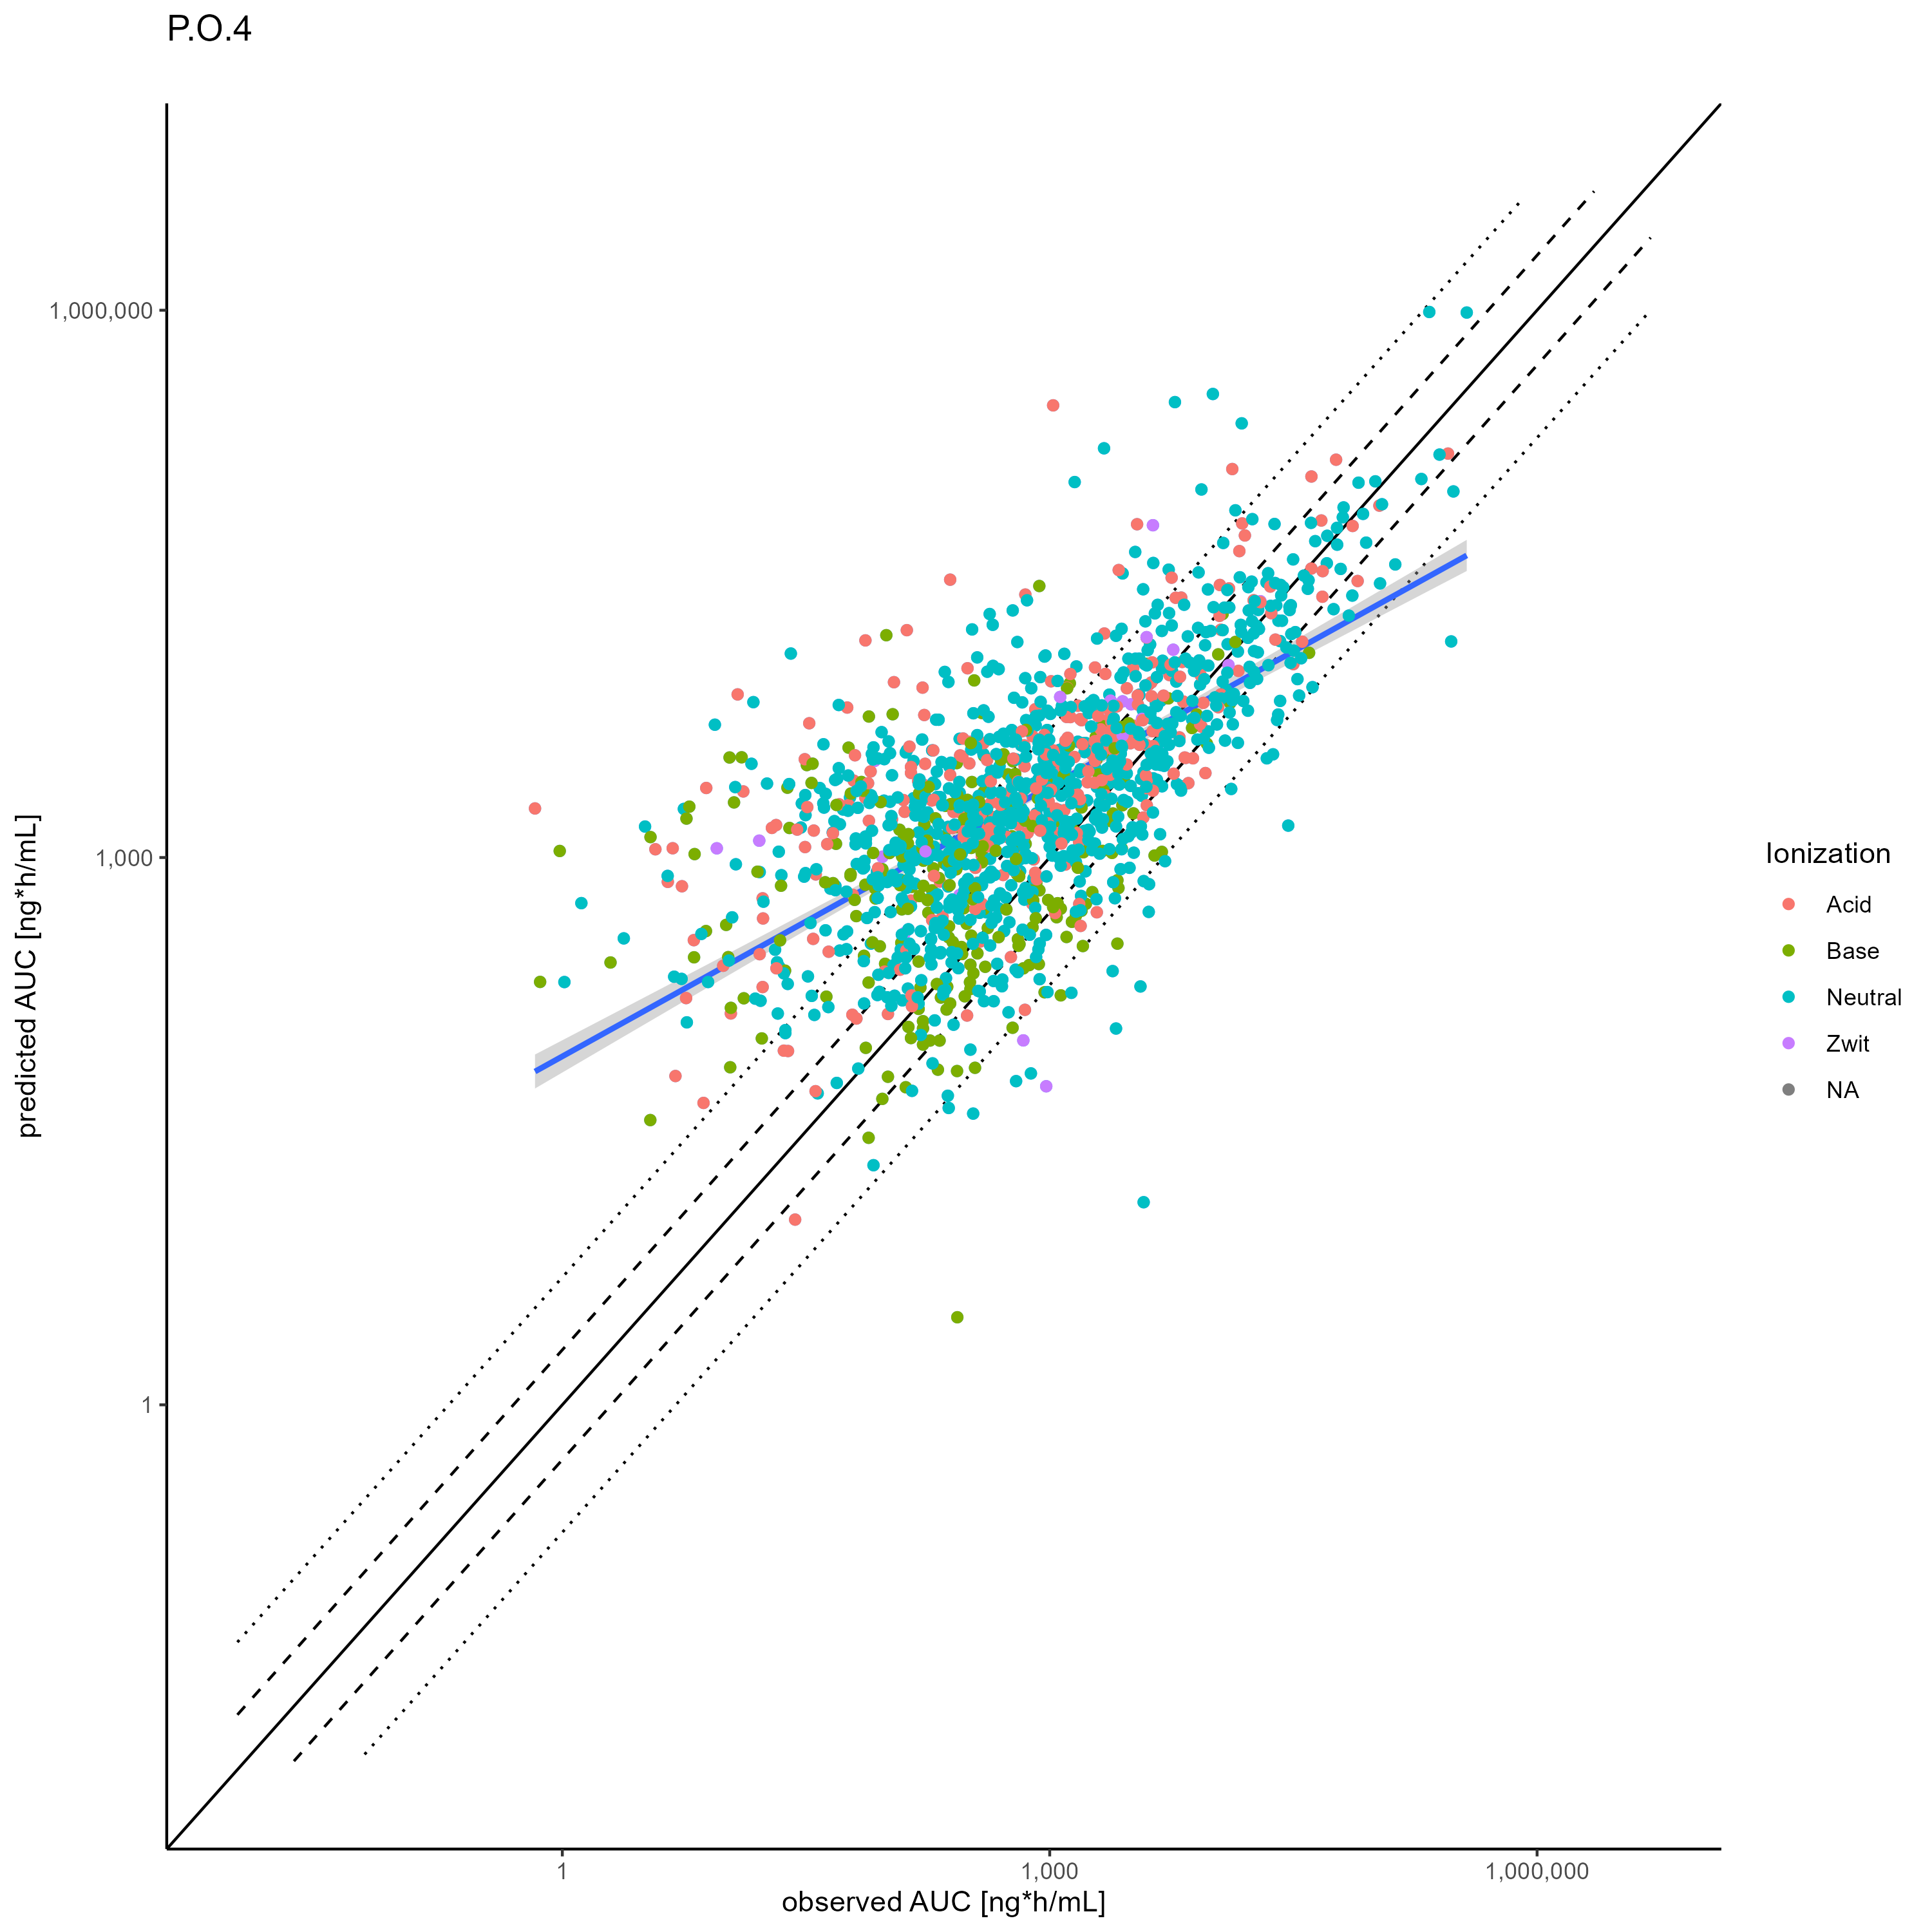 P.O.4
1,000,000
1,000
1
predicted AUC [ng*h/mL]
1
1,000
1,000,000
observed AUC [ng*h/mL]
Ionization
Acid
Base
Neutral
Zwit
NA